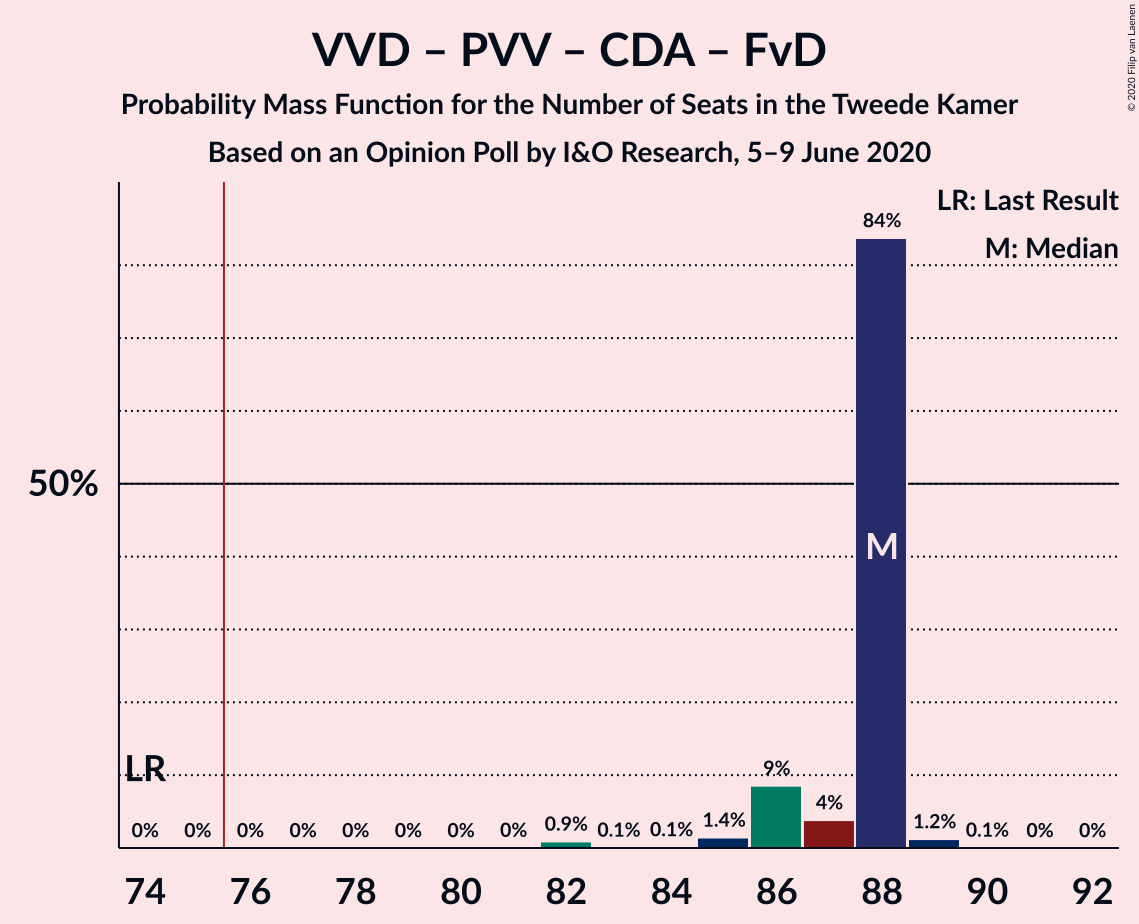 VVD – PVV – CDA – FvD
Probability Mass Function for the Number of Seats in the Tweede Kamer
Based on an Opinion Poll by I&O Research, 5–9 June 2020
© 2020 Filip van Laenen
LR: Last Result
M: Median
84%
50%
M
LR
9%
4%
0% 0% 0% 0% 0% 0% 0% 0% 0.9% 0.1% 0.1% 1.4% 1.2% 0.1% 0% 0%
74 76 78 80 82 84 86 88 90 92